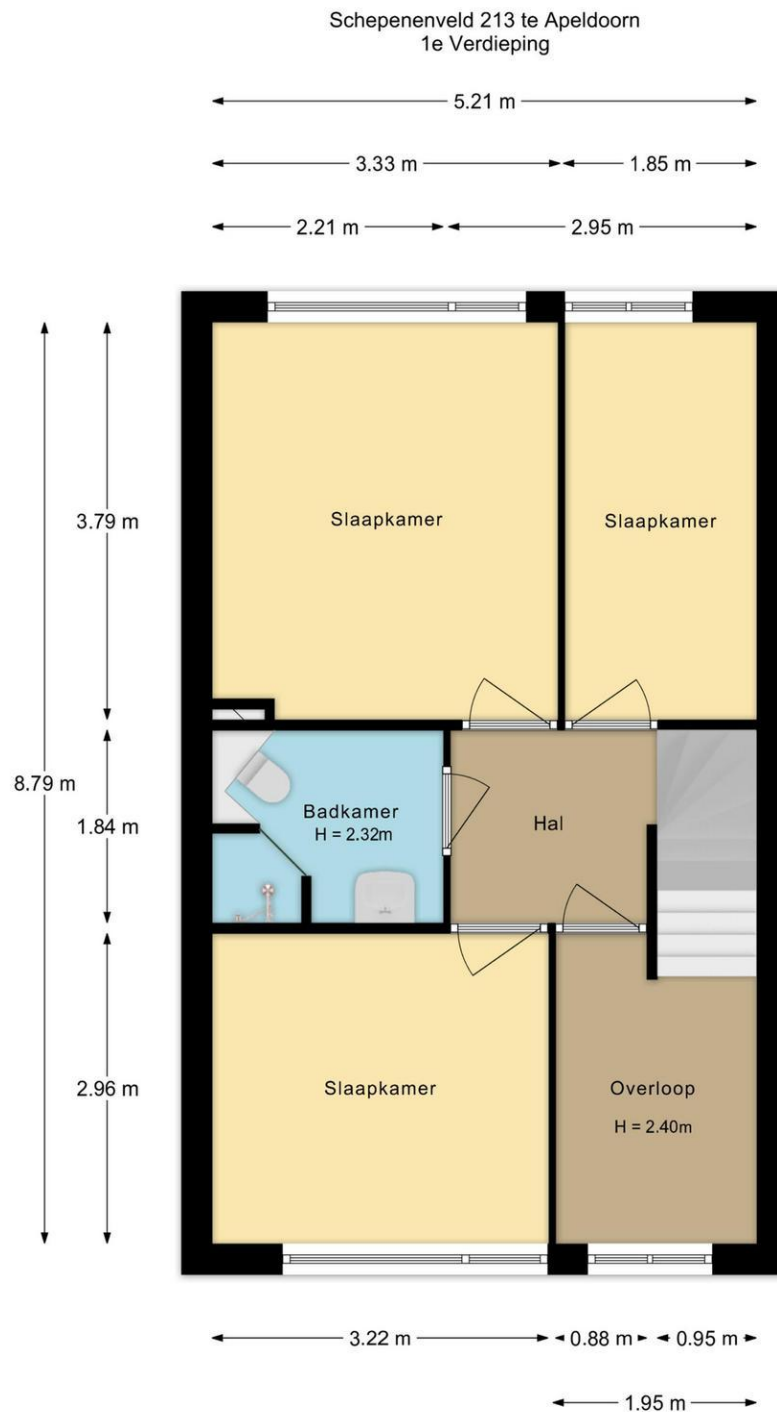 Schepenenveld 213 te Apeldoorn
1e Verdieping
5.21 m
3.33 m 1.85 m
2.21 m 2.95 m
3.79 m
Slaapkamer Slaapkamer
8.79 m
1.84 m
Badkamer
H = 2.32m
Hal
2.96 m
Slaapkamer Overloop
H = 2.40m
3.22 m 0.88 m 0.95 m
1.95 m